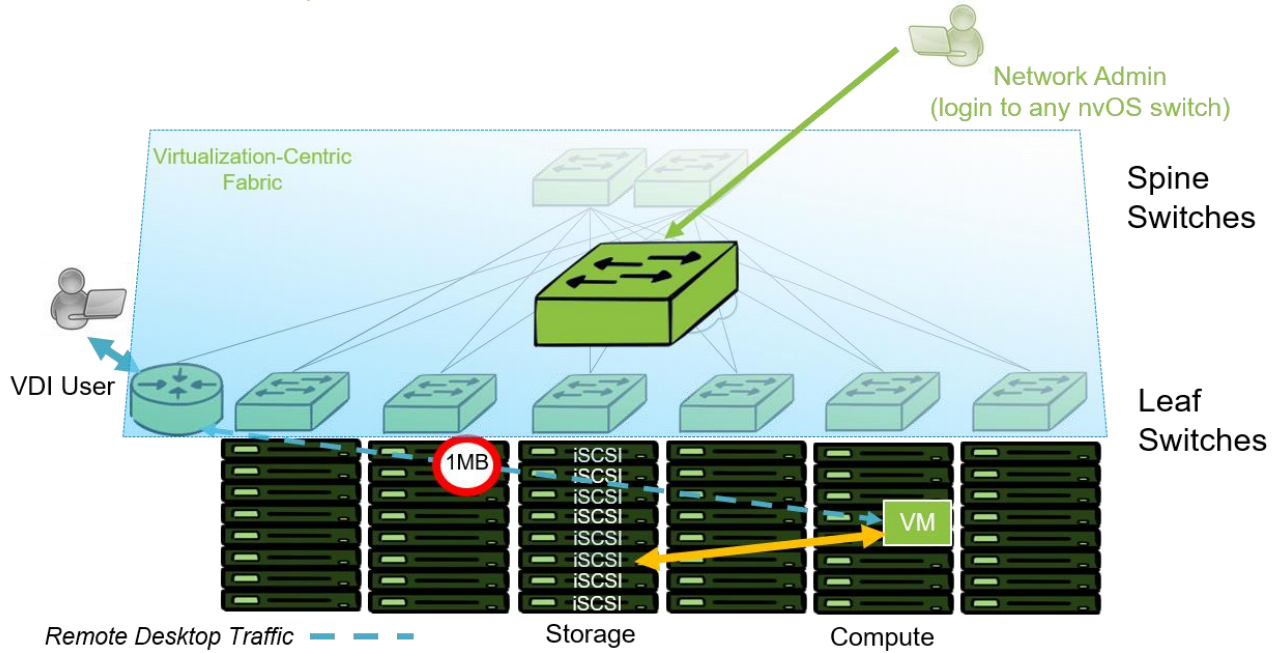 Network Admin
(login to any nvOS switch)
Virtualization-Centric
Fabric
Spine
Switches
VDI User
Leaf
Switches
1MB
iSCSI
iSCSI
iSCSI
iSCSI
iSCSI
iSCSI
iSCSI
iSCSI
VM
Remote Desktop Traffic
Storage
Compute